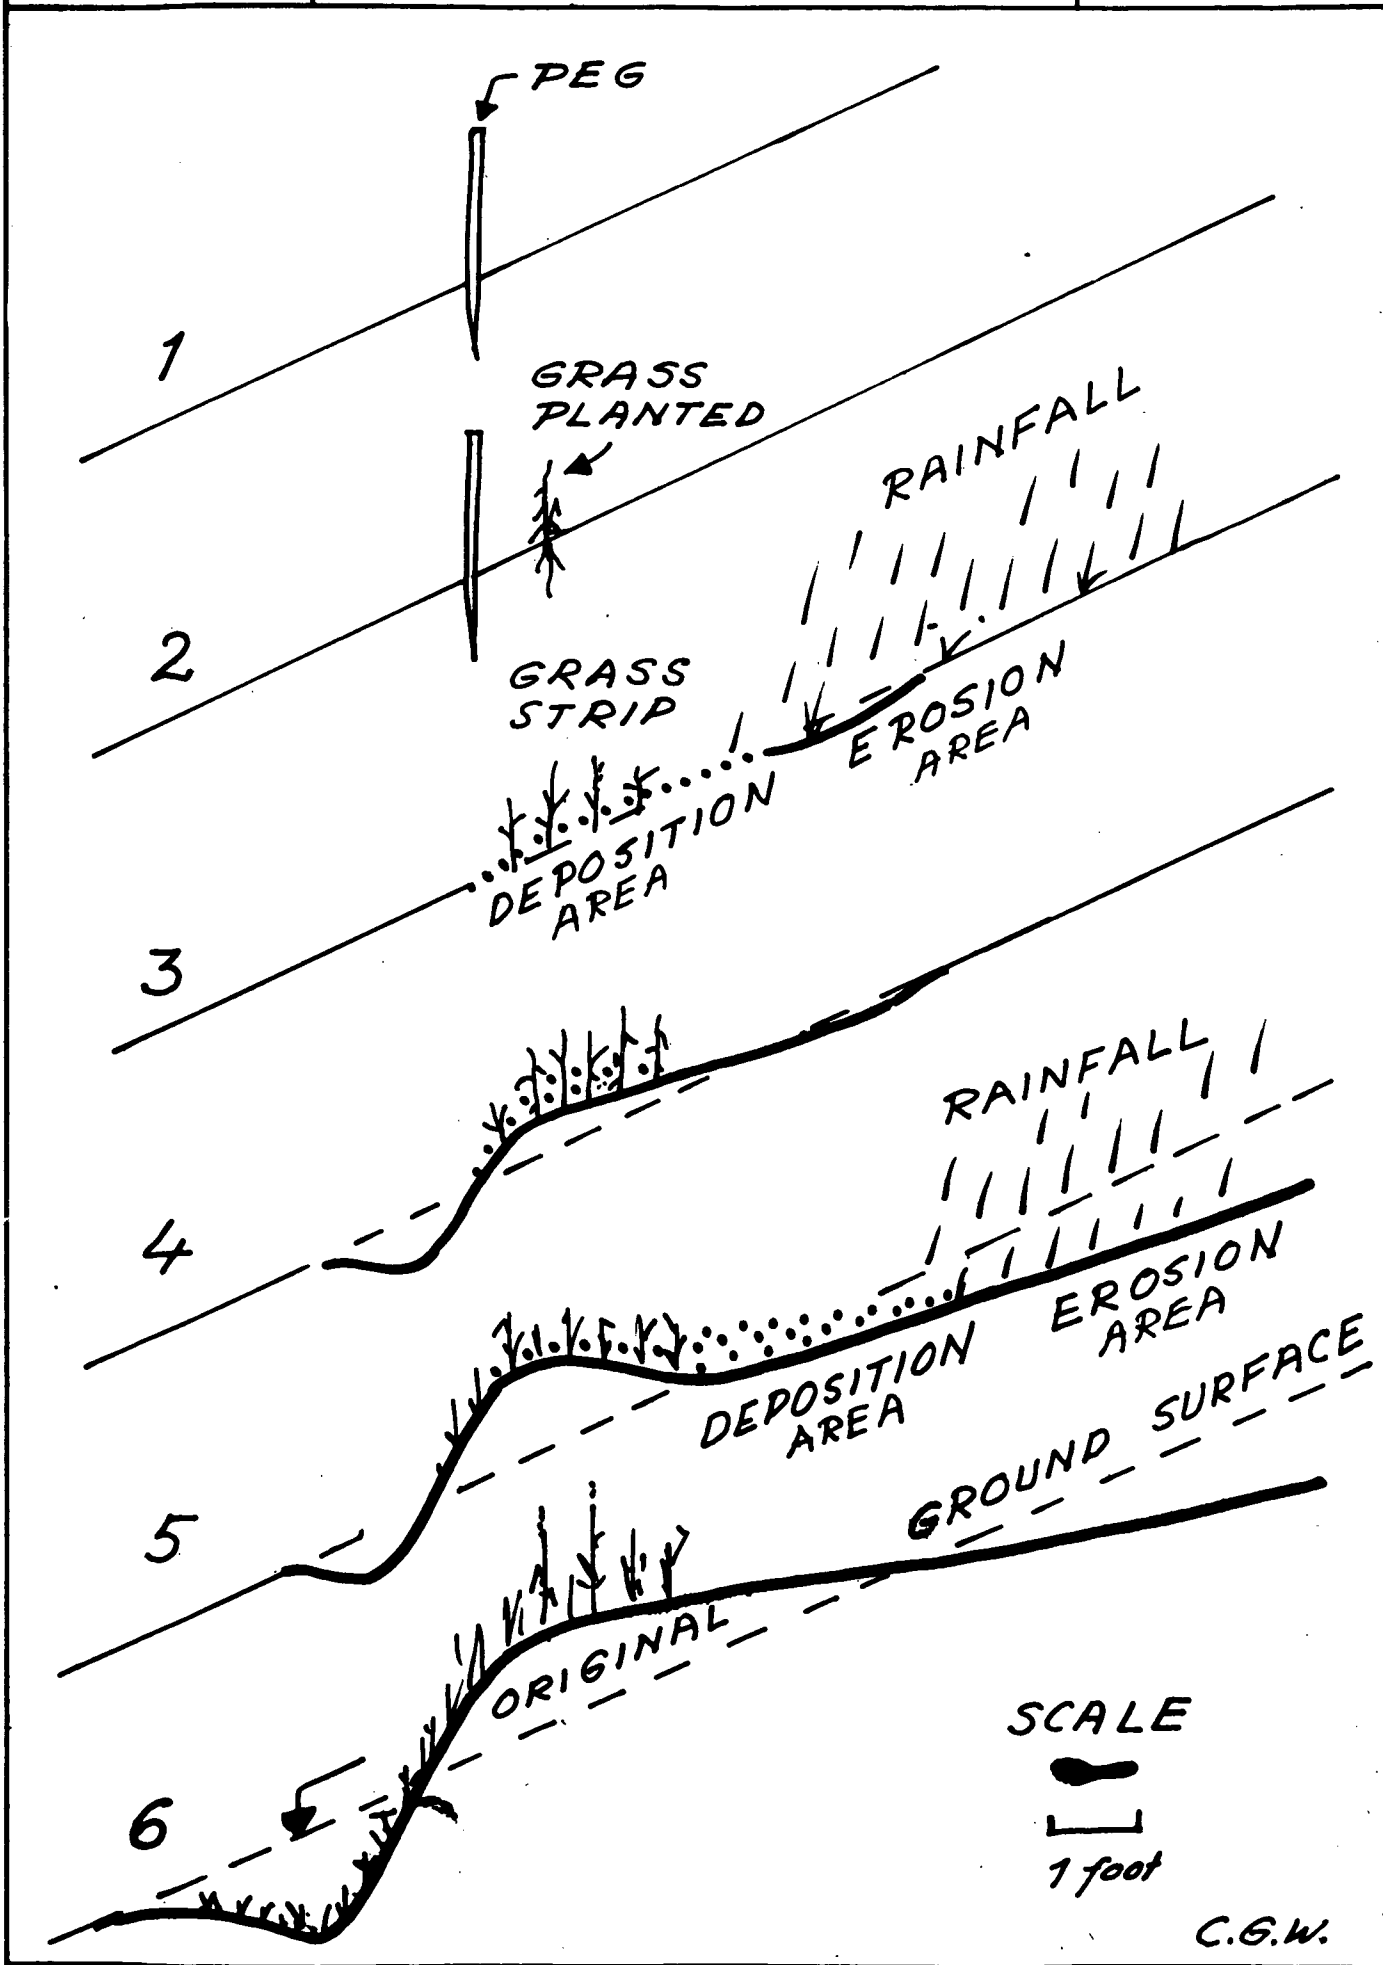 PEG
1
GRASS
PLANTED
2
RAINFALL
GRASS
STRIP
EROSION
AREA
DEPOSITION
AREA
3
RAINFALL
4
EROSION
AREA
DEPOSITION
AREA
5
ORIGINAL GROUND SURFACE
6
SCALE
1 foot
C.G.W.